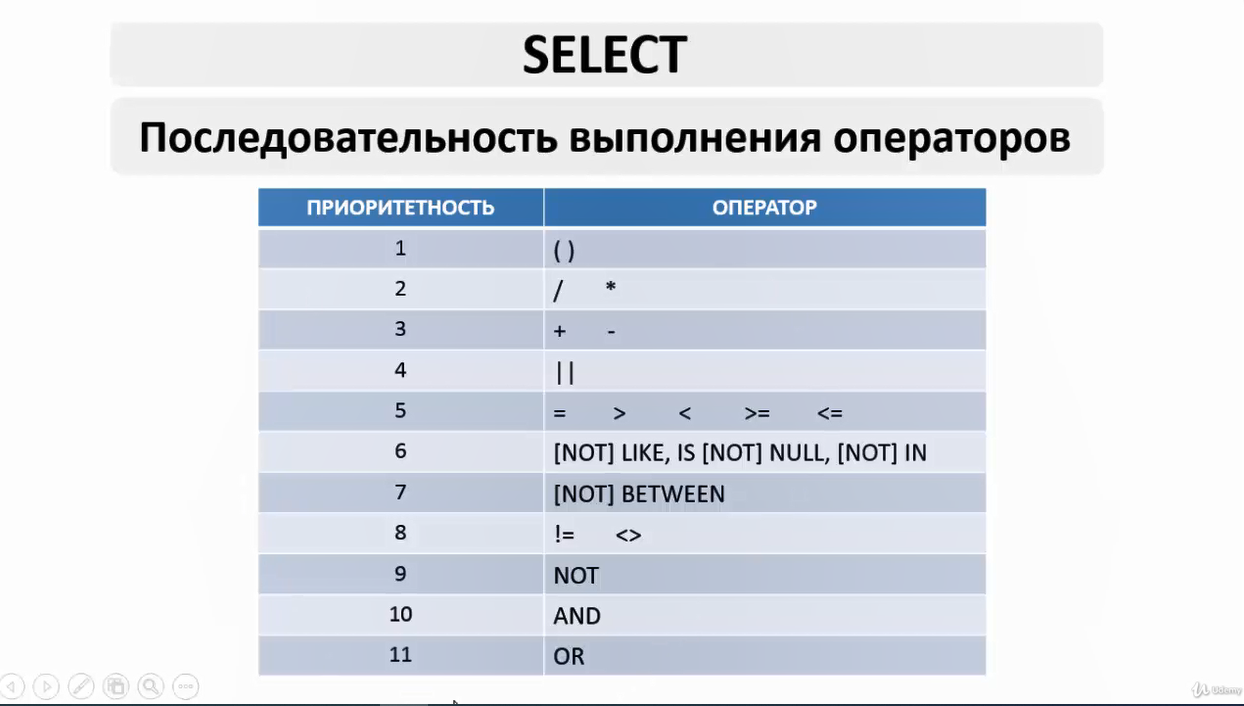 SELECT
Последовательность выполнения операторов
ПРИОРИТЕТНОСТЬ ОПЕРАТОР
1 ( )
2 / *
3 + -
4 ||
5 = > < >= <=
6 [NOT] LIKE, IS [NOT] NULL, [NOT] IN
7 [NOT] BETWEEN
8 != <>
9 NOT
10 AND
11 OR
Udemy